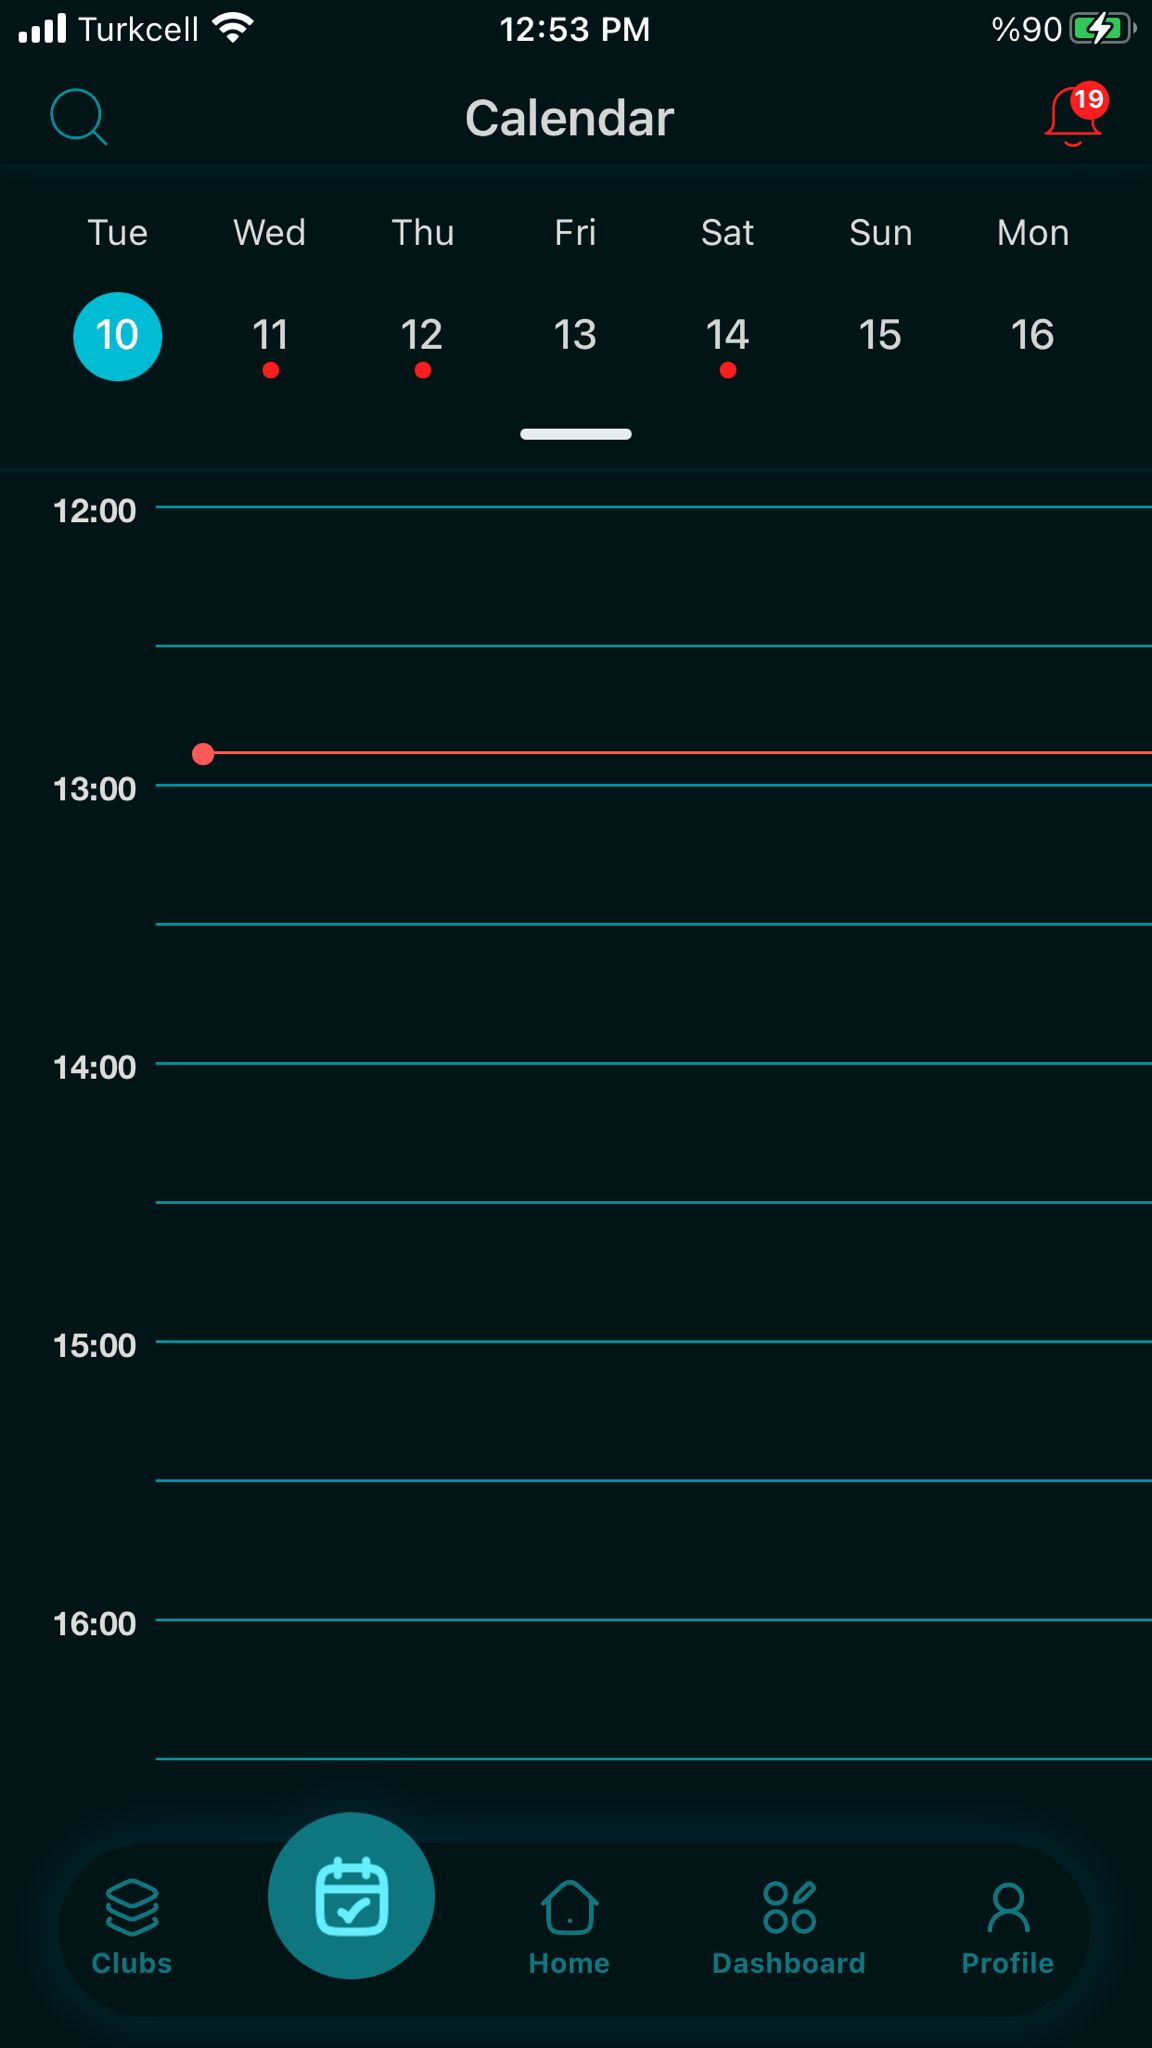 Turkcell 12:53 PM %90
Calendar 19
Tue Wed Thu Fri Sat Sun Mon
10 11 12 13 14 15 16
12:00
13:00
14:00
15:00
16:00
Clubs Home Dashboard Profile